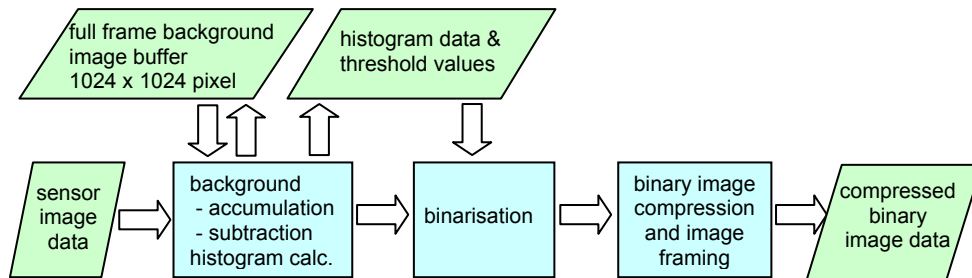 full frame background
image buffer
1024 x 1024 pixel
histogram data &
threshold values
sensor
image
data
background
- accumulation
- subtraction
histogram calc.
binarisation
binary image
compression
and image
framing
compressed
binary
image data